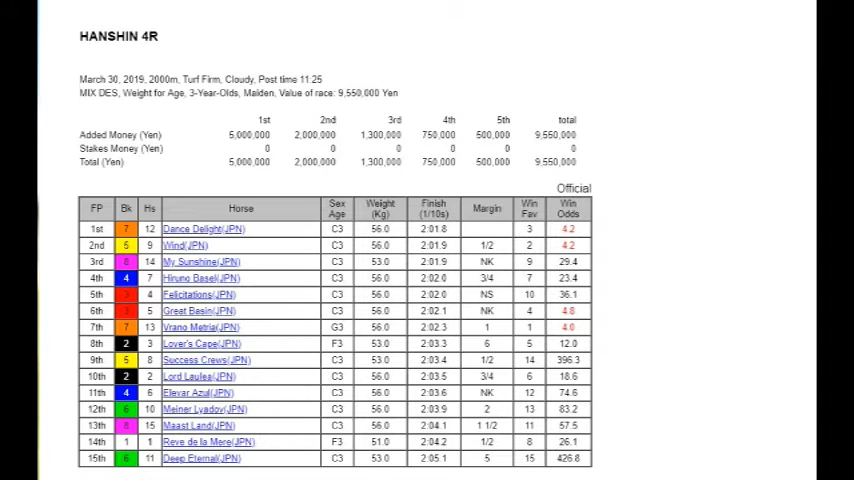 HANSHIN 4R
March 30, 2019, 2000m, Turf Firm, Cloudy, Post time 11:25
MIX DES, Weight for Age, 3-Year-Olds, Maiden, Value of race: 9,550,000 Yen
1st 2nd 3rd 4th 5th total
Added Money (Yen) 5,000,000 2,000,000 1,300,000 750,000 500,000 9,550,000
Stakes Money (Yen) 0 0 0 0 0 0
Total (Yen) 5,000,000 2,000,000 1,300,000 750,000 500,000 9,550,000
Official
FP Bk Hs Horse Sex Age Weight (Kg) Finish (1/10s) Margin Win Fav Win Odds
1st 7 12 Dance Delight(JPN) C3 56.0 2:01.8 3 4.2
2nd 5 9 Wind(JPN) C3 56.0 2:01.9 1/2 2 4.2
3rd 8 14 My Sunshine(JPN) C3 53.0 2:01.9 NK 9 29.4
4th 4 7 Hiruno Basel(JPN) C3 56.0 2:02.0 3/4 7 23.4
5th 3 4 Felicitations(JPN) C3 56.0 2:02.0 NS 10 36.1
6th 3 5 Great Basin(JPN) C3 56.0 2:02.1 NK 4 4.8
7th 7 13 Vrano Metria(JPN) G3 56.0 2:02.3 1 1 4.0
8th 2 3 Lover's Cape(JPN) F3 53.0 2:03.3 6 5 12.0
9th 5 8 Success Crews(JPN) C3 56.0 2:03.4 1/2 14 396.3
10th 2 2 Lord Laulea(JPN) C3 56.0 2:03.5 3/4 6 18.6
11th 4 6 Elevar Azul(JPN) C3 56.0 2:03.6 NK 12 74.6
12th 6 10 Meiner Lyadov(JPN) C3 56.0 2:03.9 2 13 83.2
13th 8 15 Maast Land(JPN) C3 56.0 2:04.1 1 1/2 11 57.5
14th 1 1 Reve de la Mere(JPN) F3 51.0 2:04.2 1/2 8 26.1
15th 6 11 Deep Eternal(JPN) C3 53.0 2:05.1 5 15 426.8